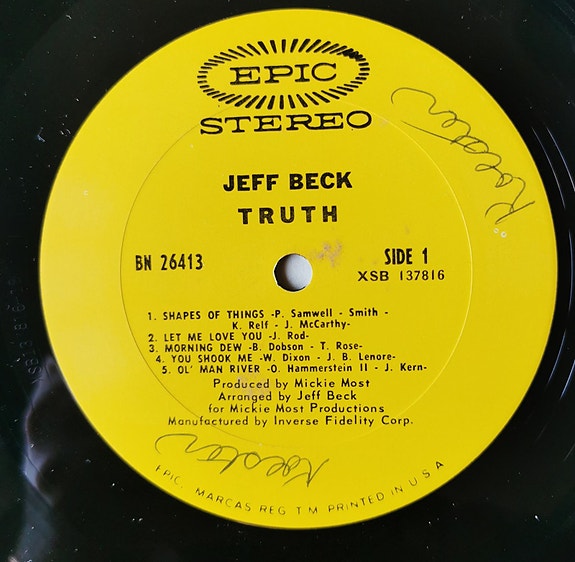 EPIC
STEREO
JEFF BECK
TRUTH
BN 26413
SIDE 1
XSB 137816
1. SHAPES OF THINGS -P. Samwell - Smith -
K. Relf - J. McCarthy-
2. LET ME LOVE YOU -J. Rod-
3. MORNING DEW -B. Dobson - T. Rose-
4. YOU SHOOK ME -W. Dixon - J. B. Lenore-
5. OL' MAN RIVER -O. Hammerstein II - J. Kern-
Produced by Mickie Most
Arranged by Jeff Beck
for Mickie Most Productions
Manufactured by Inverse Fidelity Corp.
EPIC, MARCAS REG T M PRINTED IN U S A